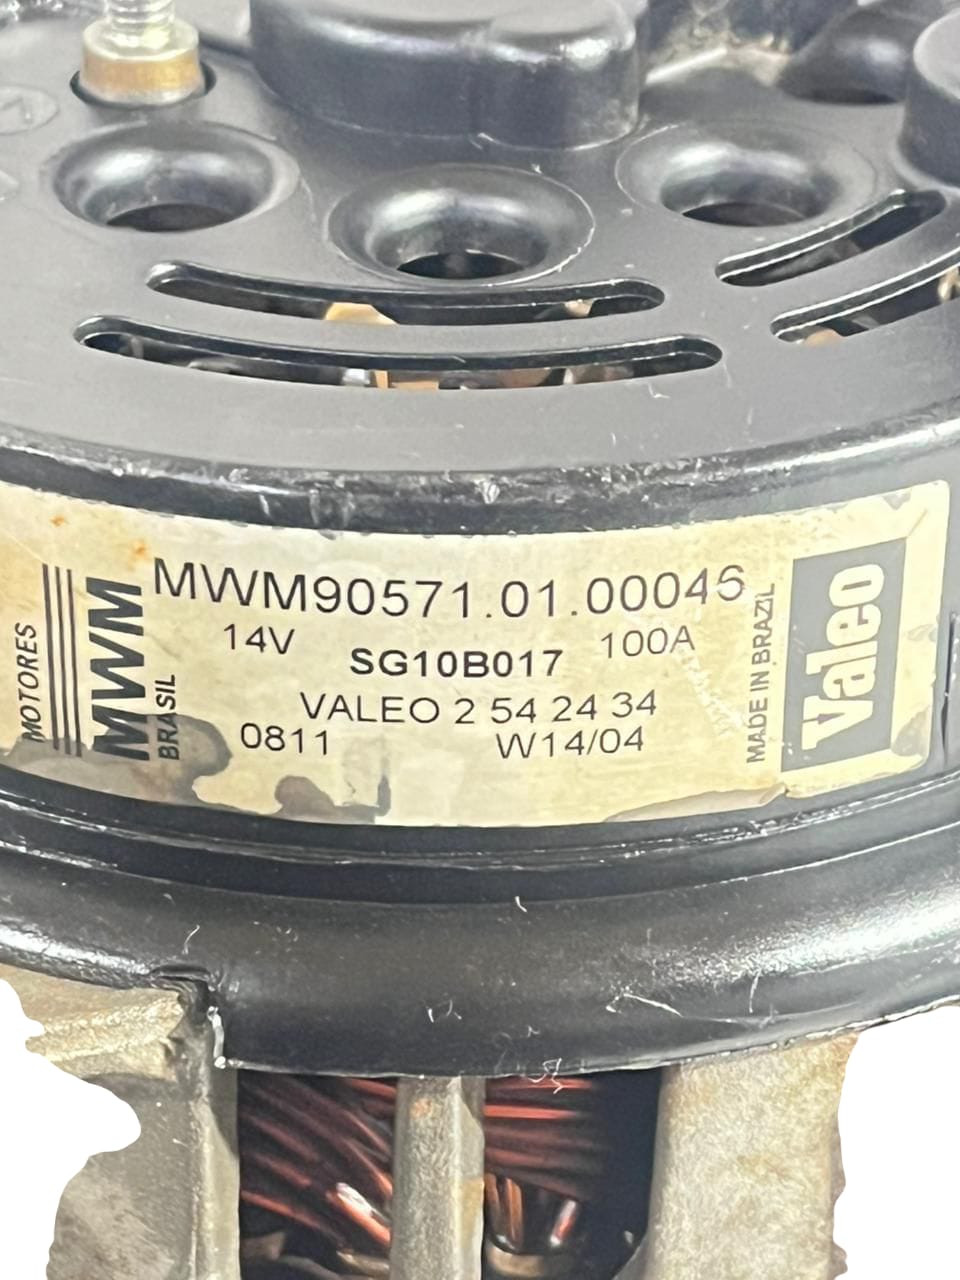 MOTORES
MWM
BRASIL
MWM90571.01.00046
14V
100A
SG10B017
VALEO 2 54 24 34
0811
W14/04
MADE IN BRAZIL
Valeo